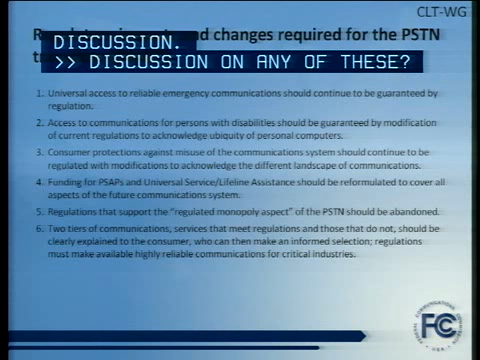 CLT-WG
and changes required for the PSTN
DISCUSSION.
>> DISCUSSION ON ANY OF THESE?
1. Universal access to reliable emergency communications should continue to be guaranteed by
regulation.
2. Access to communications for persons with disabilities should be guaranteed by modification
of current regulations to acknowledge ubiquity of personal computers.
3. Consumer protections against misuse of the communications system should continue to be
regulated with modifications to acknowledge the different landscape of communications.
4. Funding for PSAPs and Universal Service/Lifeline Assistance should be reformulated to cover all
aspects of the future communications system.
5. Regulations that support the “regulated monopoly aspect” of the PSTN should be abandoned.
6. Two tiers of communications, services that meet regulations and those that do not, should be
clearly explained to the consumer, who can then make an informed selection; regulations
must make available highly reliable communications for critical industries.
FEDERAL COMMUNICATIONS COMMISSION
FCC
USA